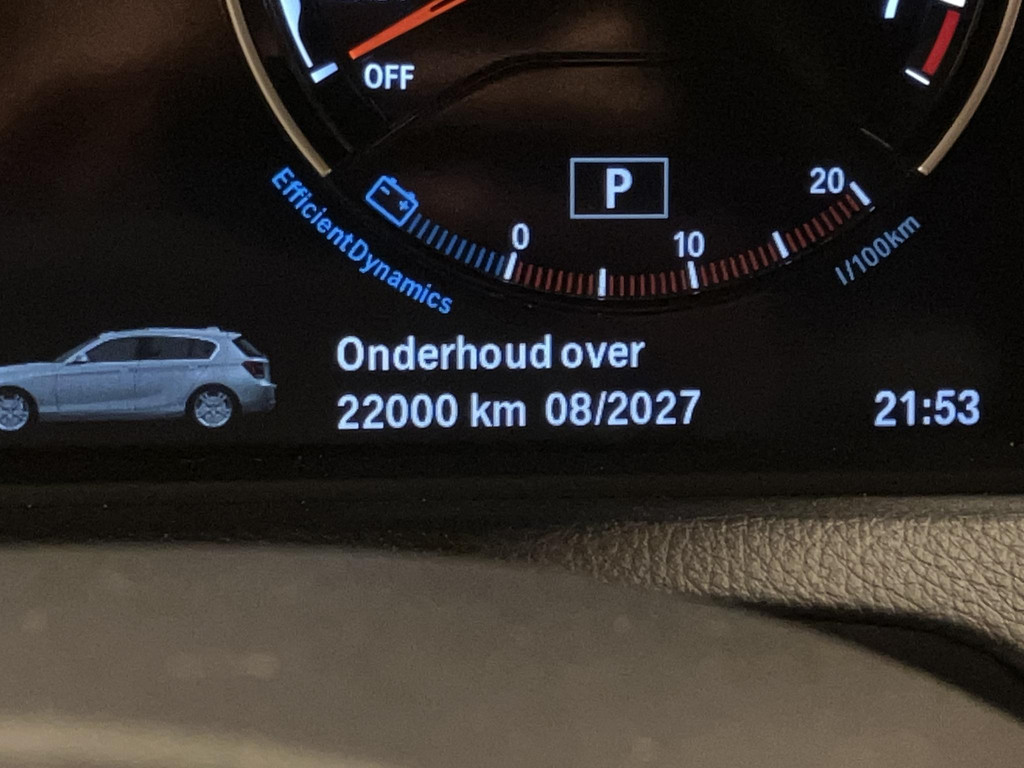 OFF
EfficientDynamics
P
0
10
20
l/100km
Onderhoud over
22000 km 08/2027
21:53